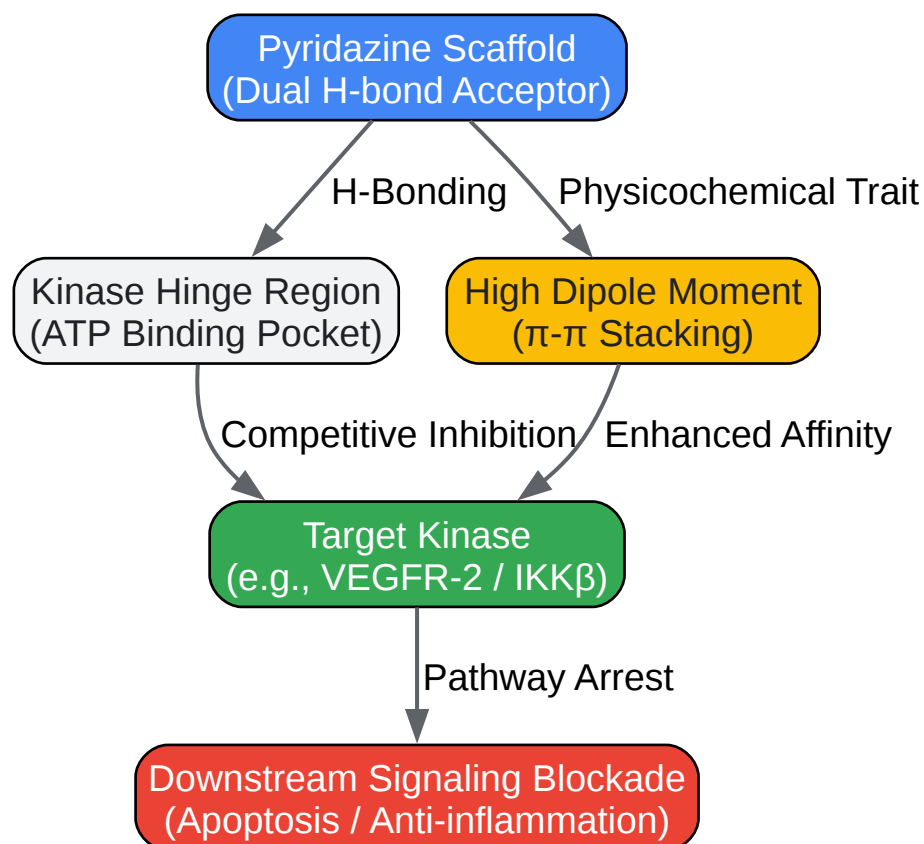 Pyridazine Scaffold
(Dual H-bond Acceptor)
H-Bonding
Physicochemical Trait
Kinase Hinge Region
(ATP Binding Pocket)
High Dipole Moment
(π-π Stacking)
Competitive Inhibition
Enhanced Affinity
Target Kinase
(e.g., VEGFR-2 / IKKβ)
Pathway Arrest
Downstream Signaling Blockade
(Apoptosis / Anti-inflammation)